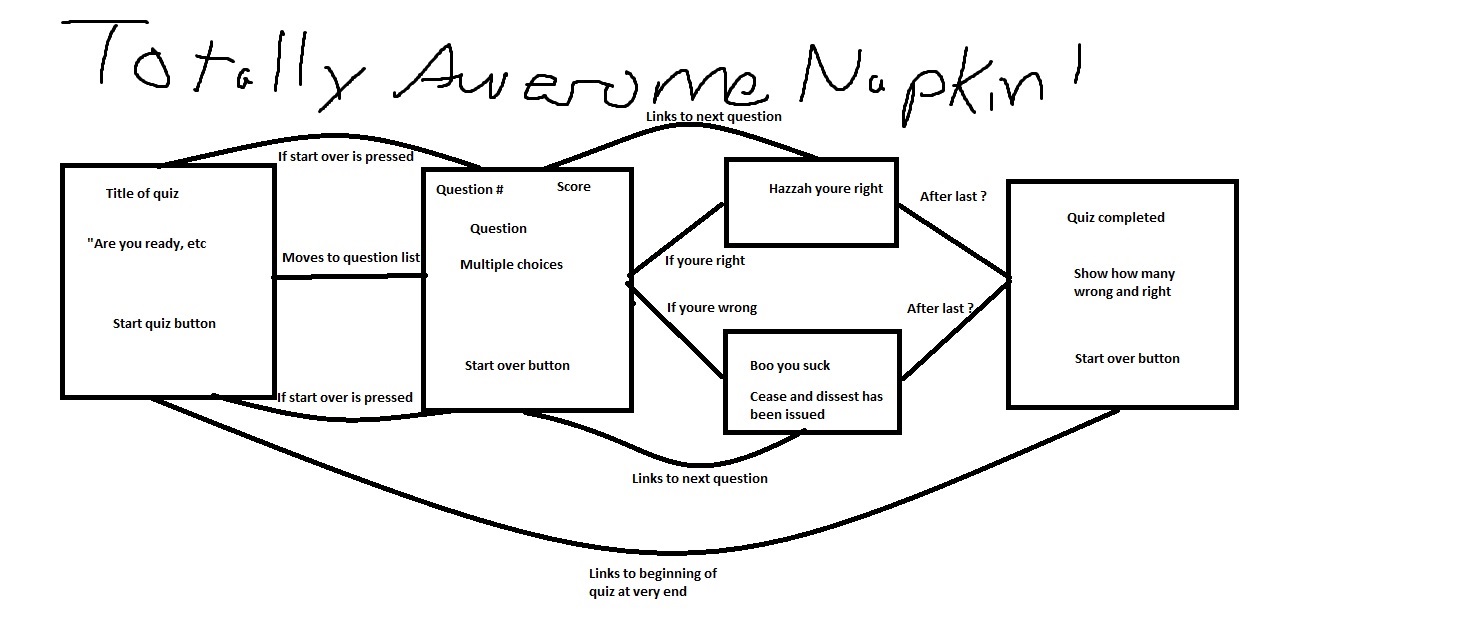 Totally Awesome Napkin!
Links to next question
If start over is pressed
Title of quiz
"Are you ready, etc
Start quiz button
Moves to question list
If start over is pressed
Question #
Score
Question
Multiple choices
Start over button
If youre right
If youre wrong
Hazzah youre right
Boo you suck
Cease and dissest has
been issued
Links to next question
After last ?
After last ?
Quiz completed
Show how many
wrong and right
Start over button
Links to beginning of
quiz at very end